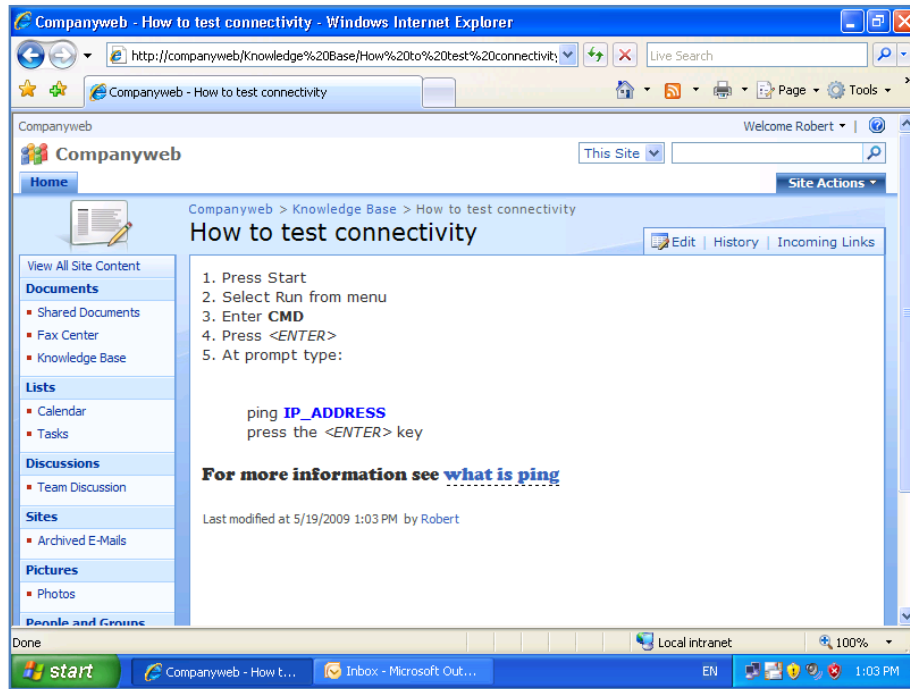 Companyweb - How to test connectivity - Windows Internet Explorer
http://companyweb/Knowledge%20Base/How%20to%20test%20connectivity
Live Search
Companyweb - How to test connectivity
Page
Tools
Companyweb
Welcome Robert
Companyweb
This Site
Home
Site Actions
Companyweb > Knowledge Base > How to test connectivity
How to test connectivity
Edit | History | Incoming Links
View All Site Content
Documents
Shared Documents
Fax Center
Knowledge Base
Lists
Calendar
Tasks
Discussions
Team Discussion
Sites
Archived E-Mails
Pictures
Photos
People and Groups
1. Press Start
2. Select Run from menu
3. Enter CMD
4. Press <ENTER>
5. At prompt type:
ping IP_ADDRESS
press the <ENTER> key
For more information see what is ping
Last modified at 5/19/2009 1:03 PM by Robert
Done
Local intranet
100%
start
Companyweb - How t...
Inbox - Microsoft Out...
EN
1:03 PM